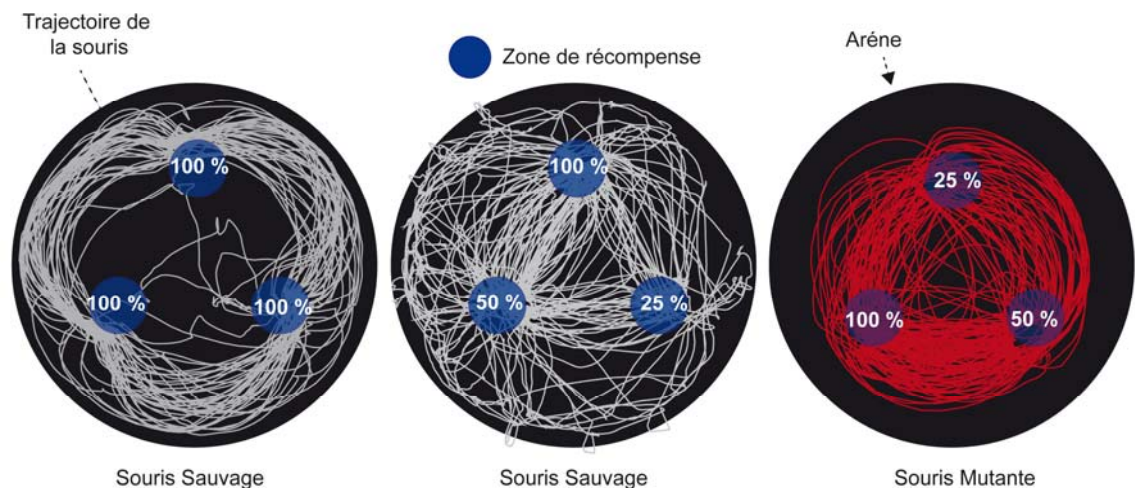 Trajectoire de
la souris
Zone de récompense
Aréne
100 %
100 %
100 %
100 %
50 %
25 %
25 %
100 %
50 %
Souris Sauvage
Souris Sauvage
Souris Mutante